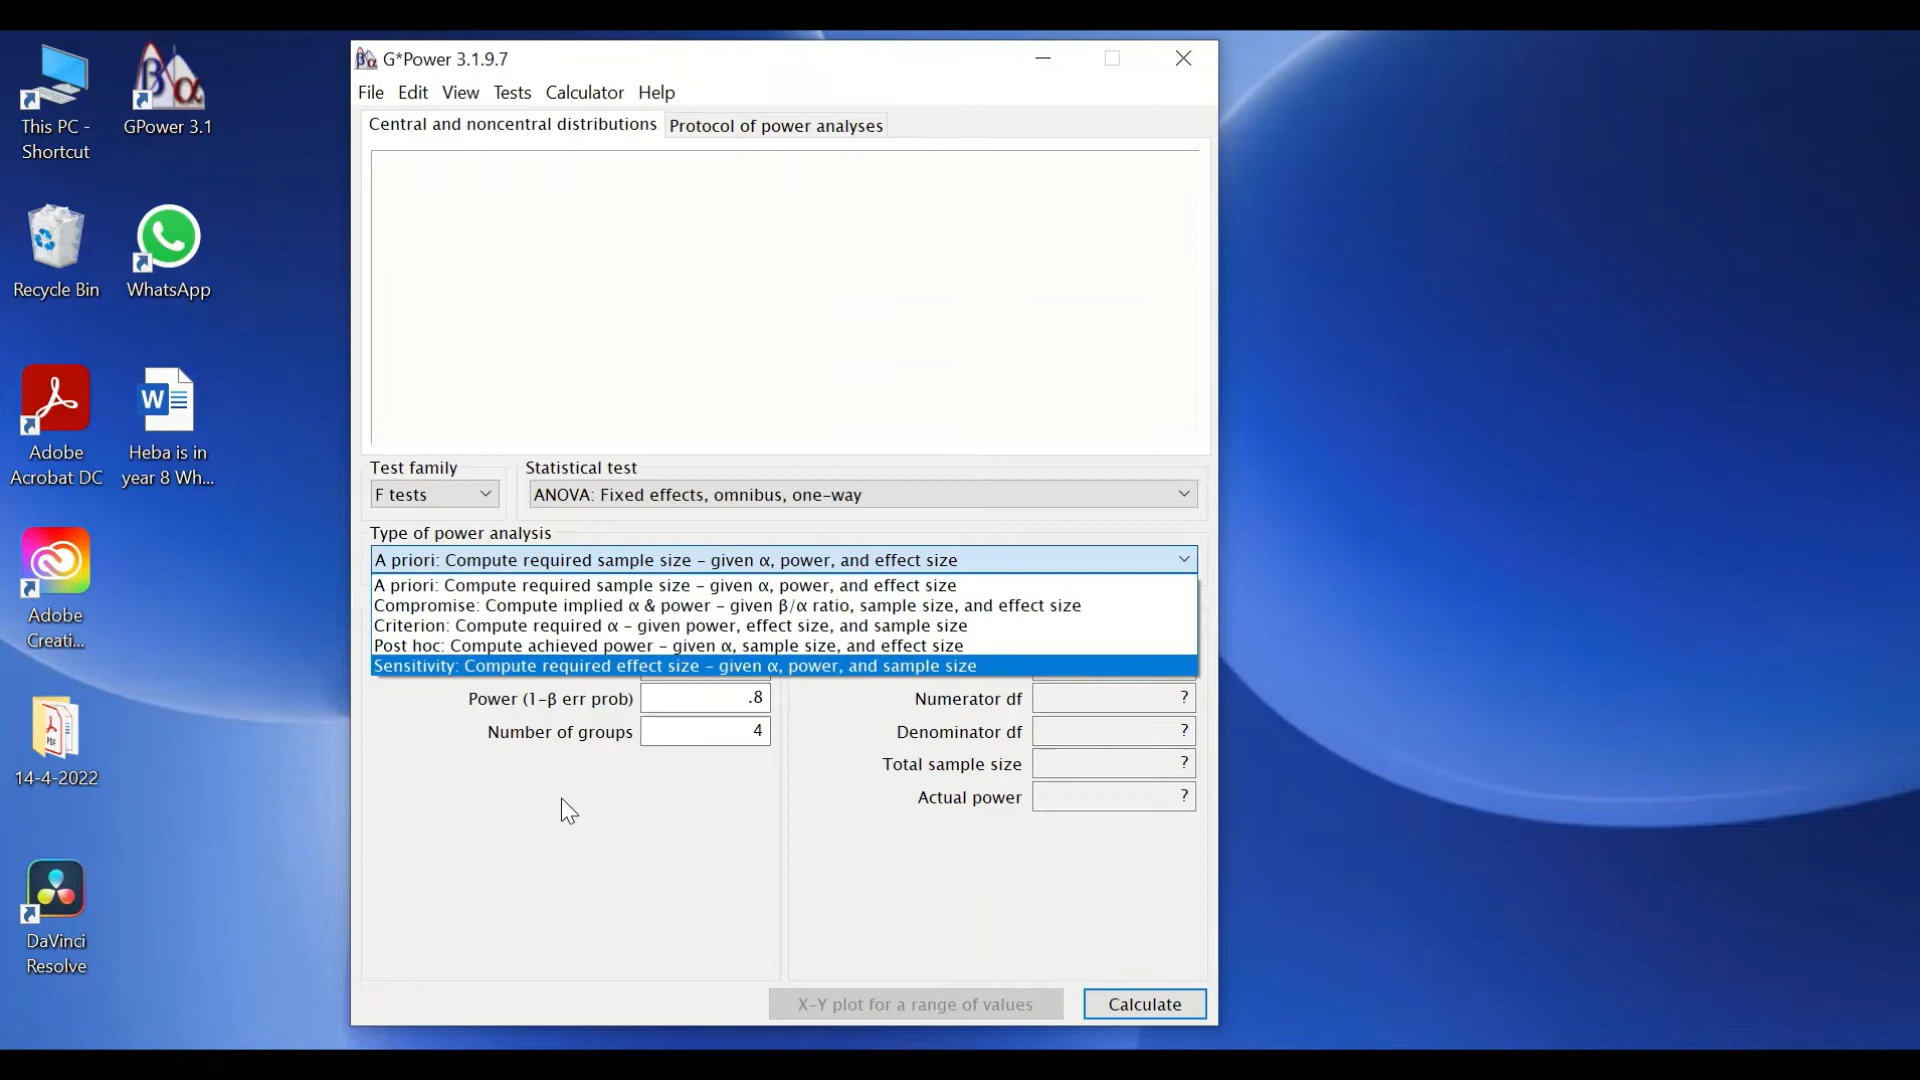 This PC -
Shortcut
GPower 3.1
Recycle Bin
WhatsApp
Adobe
Acrobat DC
Heba is in
year 8 Wh...
Adobe
Creati...
14-4-2022
DaVinci
Resolve
G*Power 3.1.9.7
File Edit View Tests Calculator Help
Central and noncentral distributions Protocol of power analyses
Test family Statistical test
F tests ANOVA: Fixed effects, omnibus, one-way
Type of power analysis
A priori: Compute required sample size - given α, power, and effect size
A priori: Compute required sample size - given α, power, and effect size
Compromise: Compute implied α & power - given β/α ratio, sample size, and effect size
Criterion: Compute required α - given power, effect size, and sample size
Post hoc: Compute achieved power - given α, sample size, and effect size
Sensitivity: Compute required effect size - given α, power, and sample size
Power (1-β err prob) .8 Numerator df ?
Number of groups 4 Denominator df ?
Total sample size ?
Actual power ?
X-Y plot for a range of values Calculate